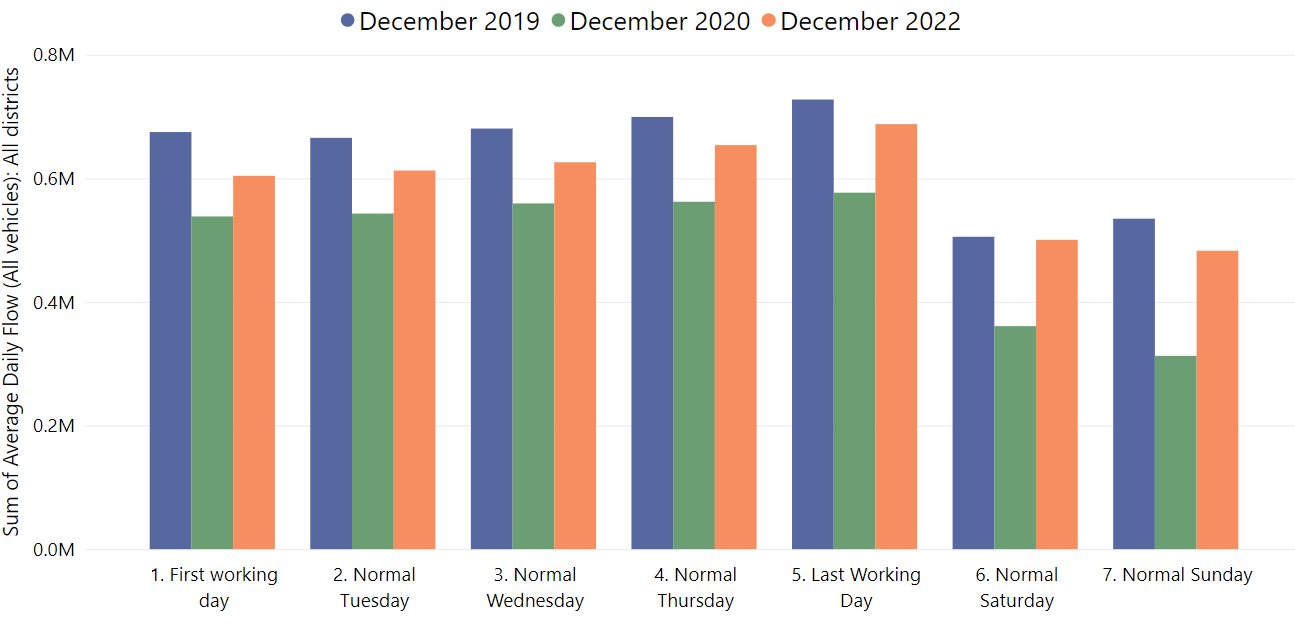 December 2019 December 2020 December 2022
Sum of Average Daily Flow (All vehicles): All districts
0.8M
0.6M
0.4M
0.2M
0.0M
1. First working
day
2. Normal
Tuesday
3. Normal
Wednesday
4. Normal
Thursday
5. Last Working
Day
6. Normal
Saturday
7. Normal Sunday